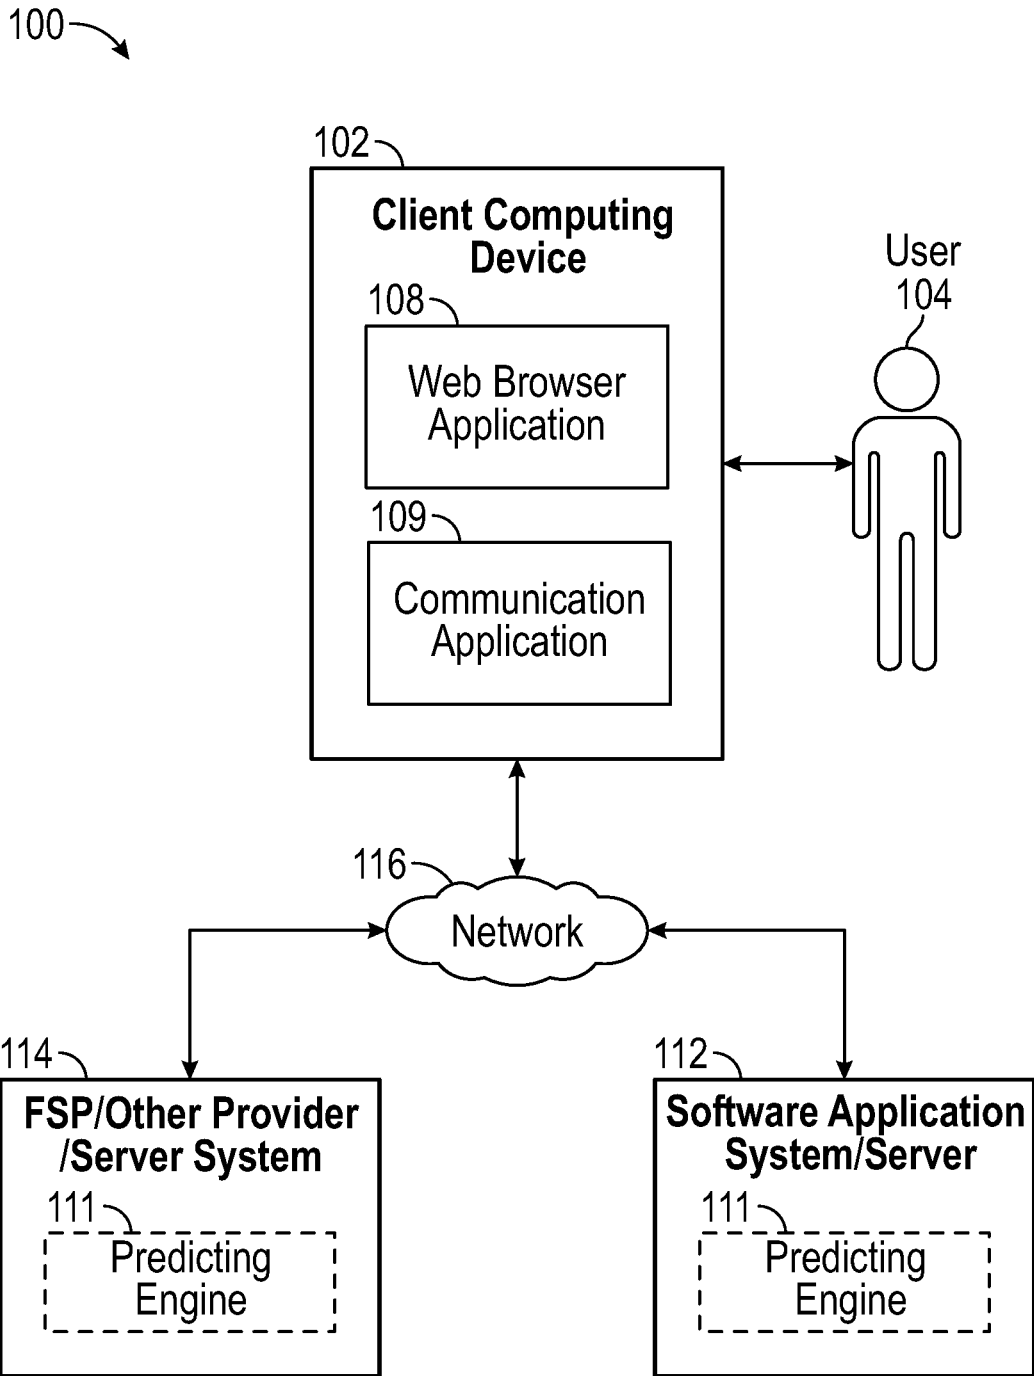 100
102
Client Computing
Device
User
104
108
Web Browser
Application
109
Communication
Application
116
Network
114
FSP/Other Provider
/Server System
111
Predicting
Engine
112
Software Application
System/Server
111
Predicting
Engine